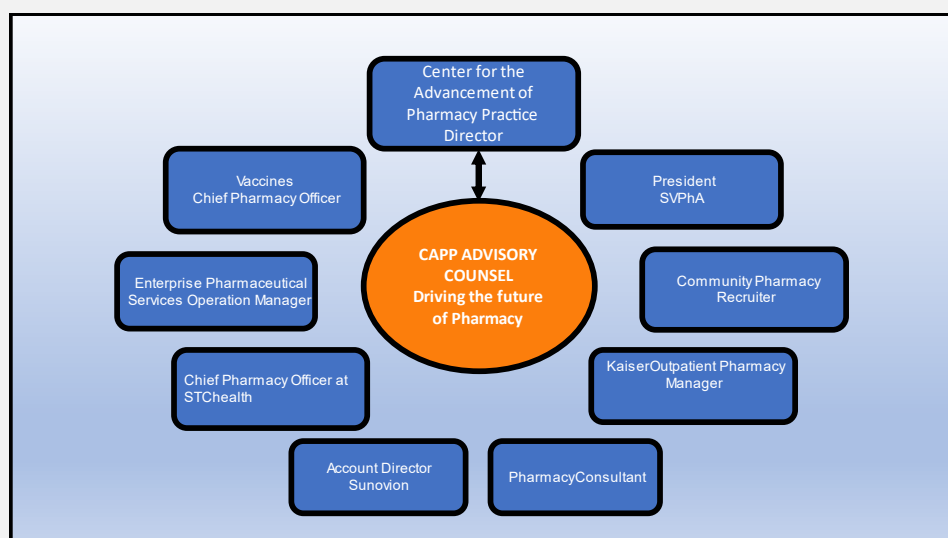 Center for the
Advancement of
Pharmacy Practice
Director
Vaccines
Chief Pharmacy Officer
President
SVPhA
CAPP ADVISORY
COUNSEL
Driving the future
of Pharmacy
Enterprise Pharmaceutical
Services Operation Manager
Community Pharmacy
Recruiter
Chief Pharmacy Officer at
STChealth
KaiserOutpatient Pharmacy
Manager
Account Director
Sunovion
PharmacyConsultant